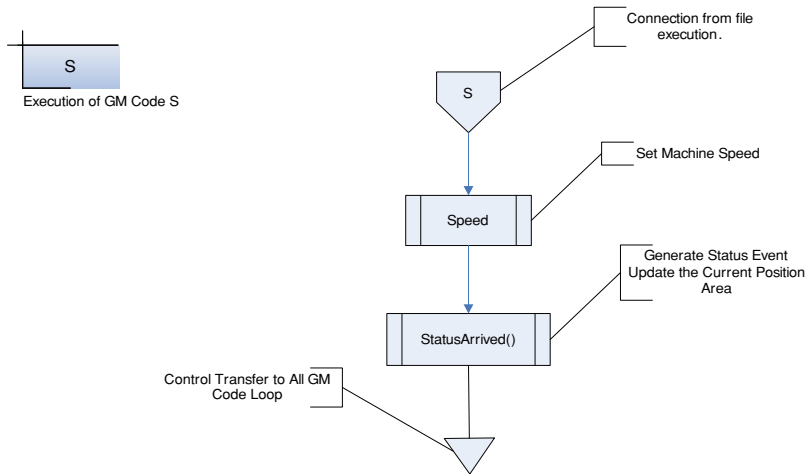 S
Execution of GM Code S
Connection from file
execution.
S
Set Machine Speed
Speed
Generate Status Event
Update the Current Position
Area
StatusArrived()
Control Transfer to All GM
Code Loop